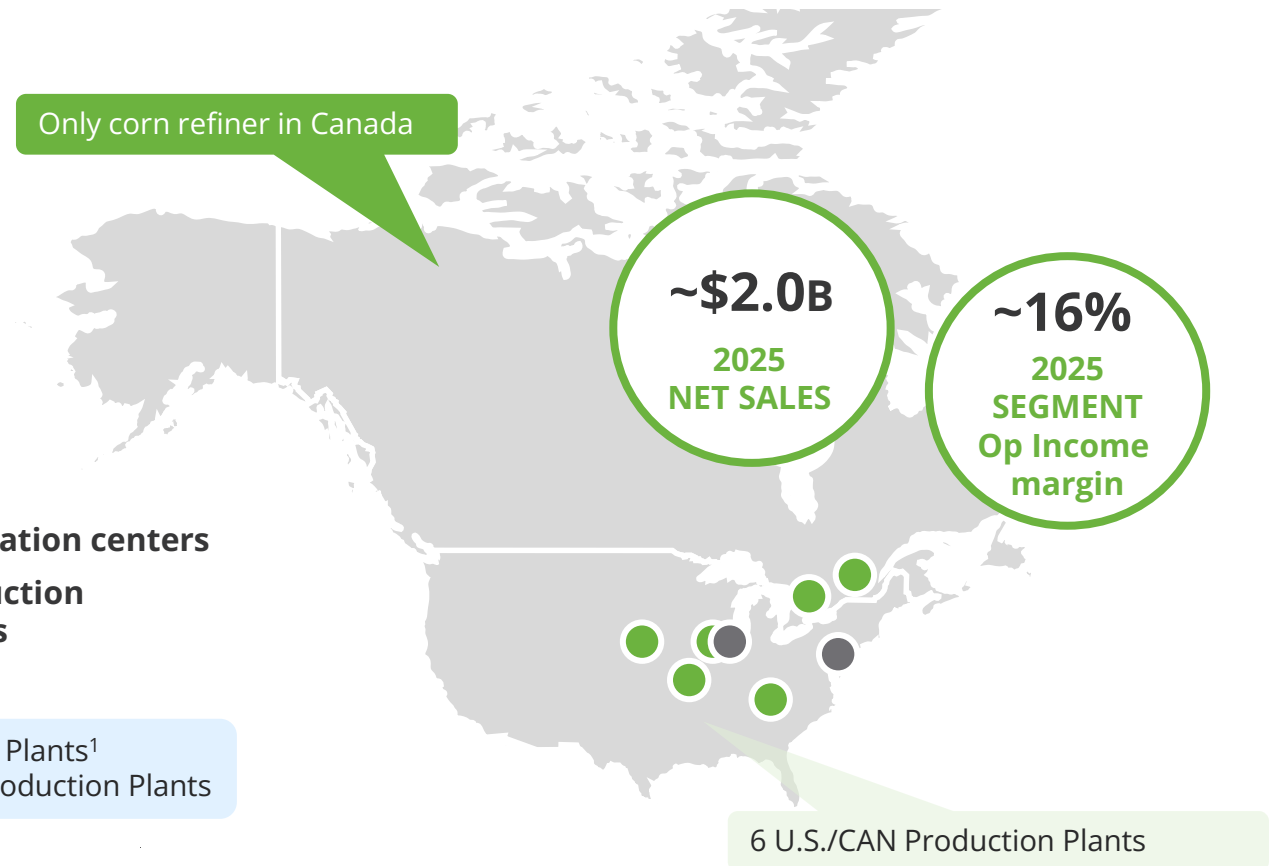 Only corn refiner in Canada
~$2.0B
2025
NET SALES
~16%
2025
SEGMENT
Op Income
margin
ation centers
uction
s
Plants1
oduction Plants
6 U.S./CAN Production Plants